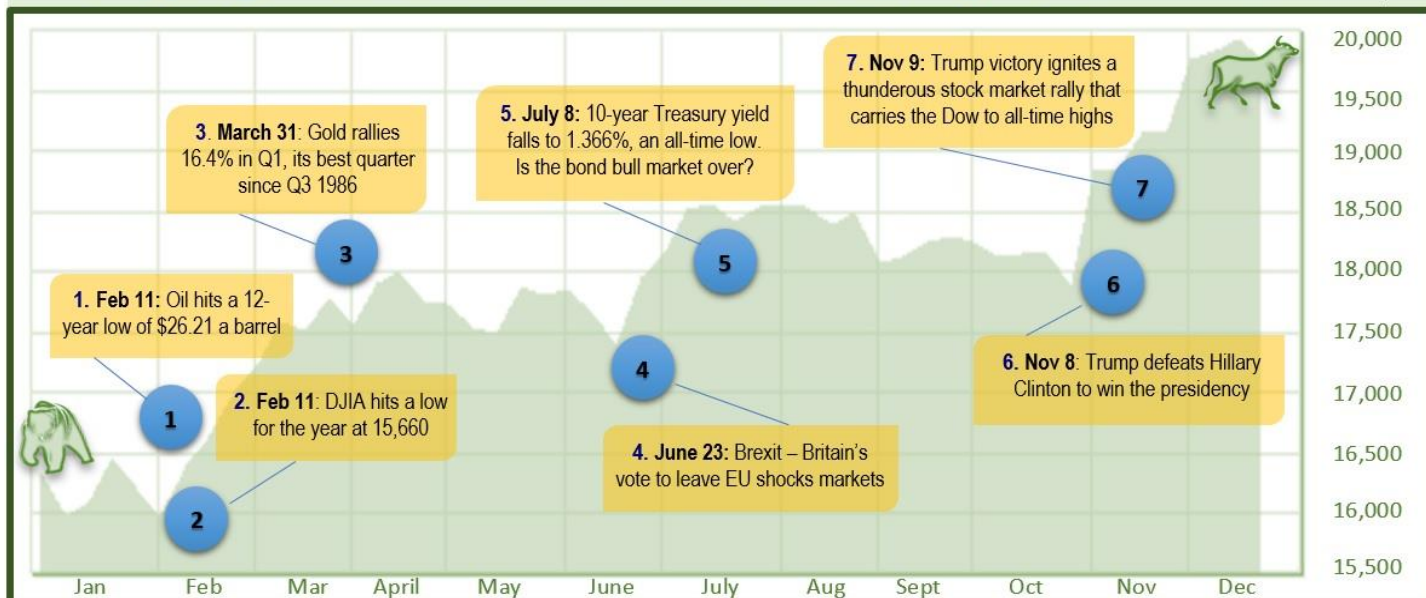 1. Feb 11: Oil hits a 12-
year low of $26.21 a barrel
2. Feb 11: DJIA hits a low
for the year at 15,660
3. March 31: Gold rallies
16.4% in Q1, its best quarter
since Q3 1986
4. June 23: Brexit – Britain's
vote to leave EU shocks markets
5. July 8: 10-year Treasury yield
falls to 1.366%, an all-time low.
Is the bond bull market over?
6. Nov 8: Trump defeats Hillary
Clinton to win the presidency
7. Nov 9: Trump victory ignites a
thunderous stock market rally that
carries the Dow to all-time highs
1
2
3
4
5
6
7
20,000
19,500
19,000
18,500
18,000
17,500
17,000
16,500
16,000
15,500
Jan Feb Mar April May June July Aug Sept Oct Nov Dec